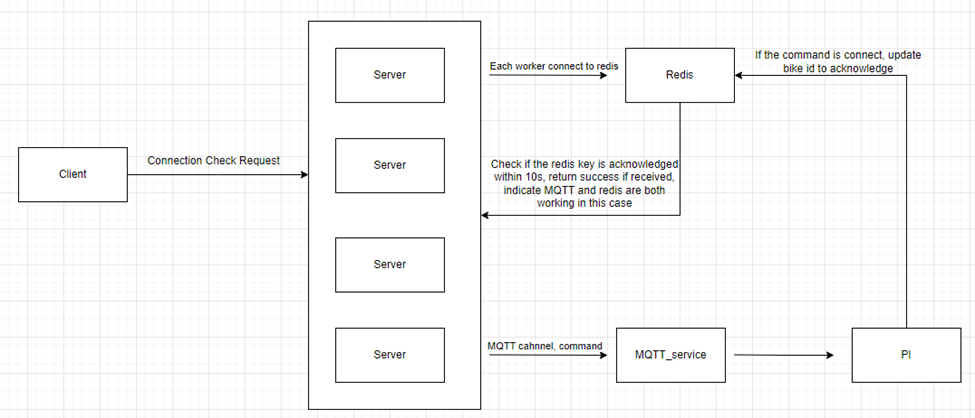 Client
Connection Check Request
Server
Server
Server
Server
Each worker connect to redis
Redis
If the command is connect, update
bike id to acknowledge
Check if the redis key is acknowledged
within 10s, return success if received,
indicate MQTT and redis are both
working in this case
MQTT cahnnel, command
MQTT_service
PI